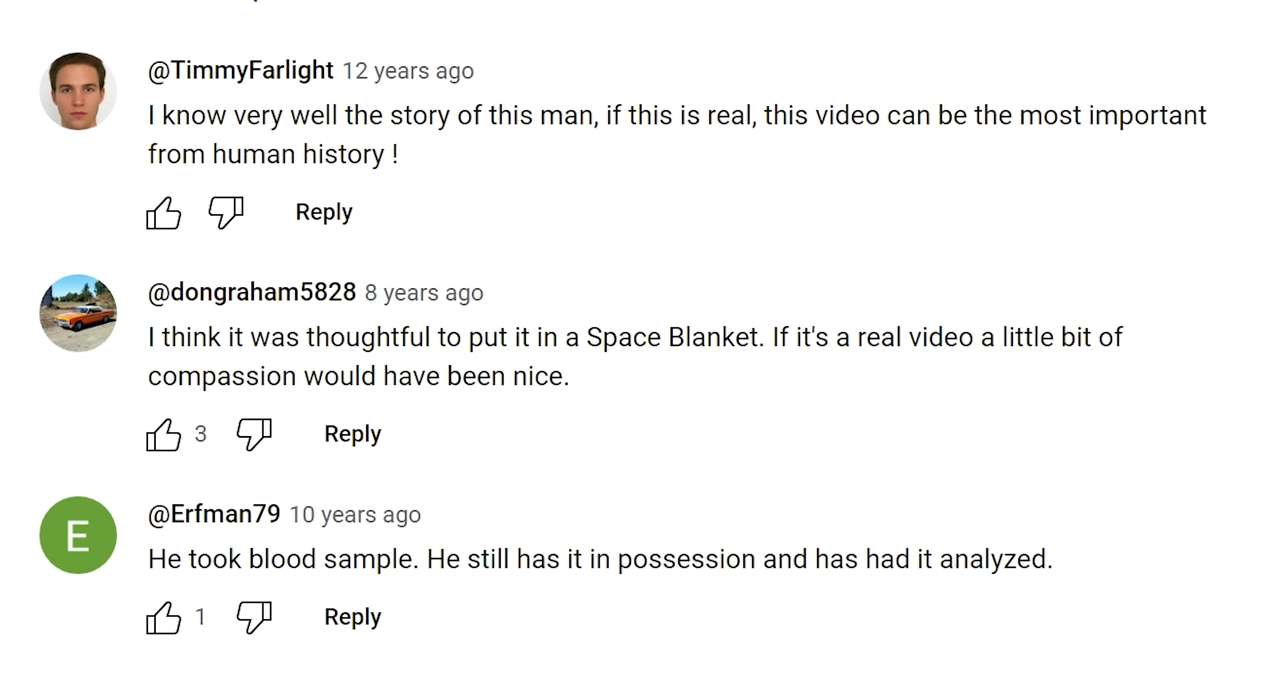 @TimmyFarlight 12 years ago
I know very well the story of this man, if this is real, this video can be the most important
from human history !
Reply
@dongraham5828 8 years ago
I think it was thoughtful to put it in a Space Blanket. If it's a real video a little bit of
compassion would have been nice.
3 Reply
E
@Erfman79 10 years ago
He took blood sample. He still has it in possession and has had it analyzed.
1 Reply